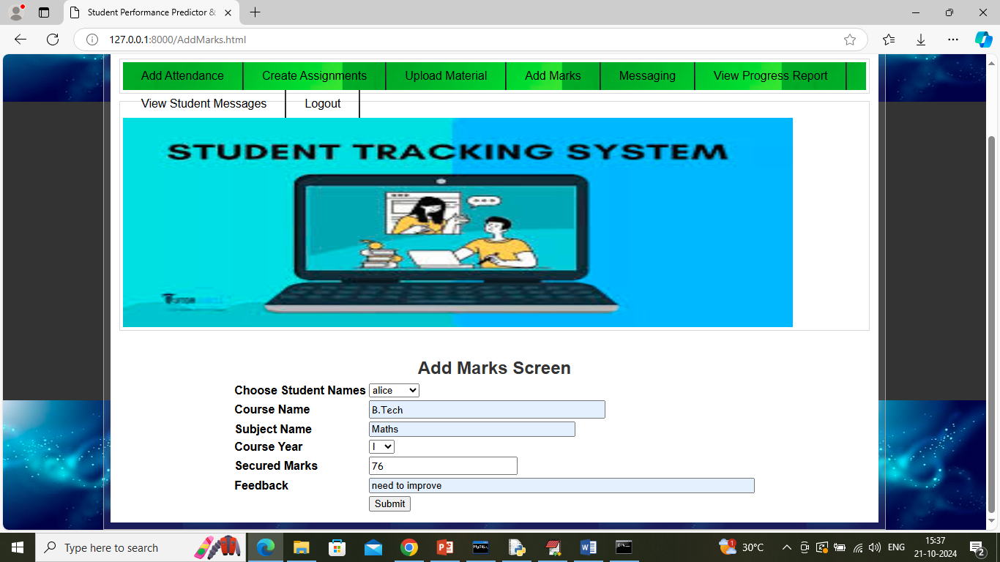 Student Performance Predictor &
127.0.0.1:8000/AddMarks.html
Add Attendance Create Assignments Upload Material Add Marks Messaging View Progress Report
View Student Messages Logout
STUDENT TRACKING SYSTEM
Add Marks Screen
Choose Student Names alice
Course Name B.Tech
Subject Name Maths
Course Year I
Secured Marks 76
Feedback need to improve
Submit
Type here to search 1 30°C ENG 15:37
21-10-2024 2